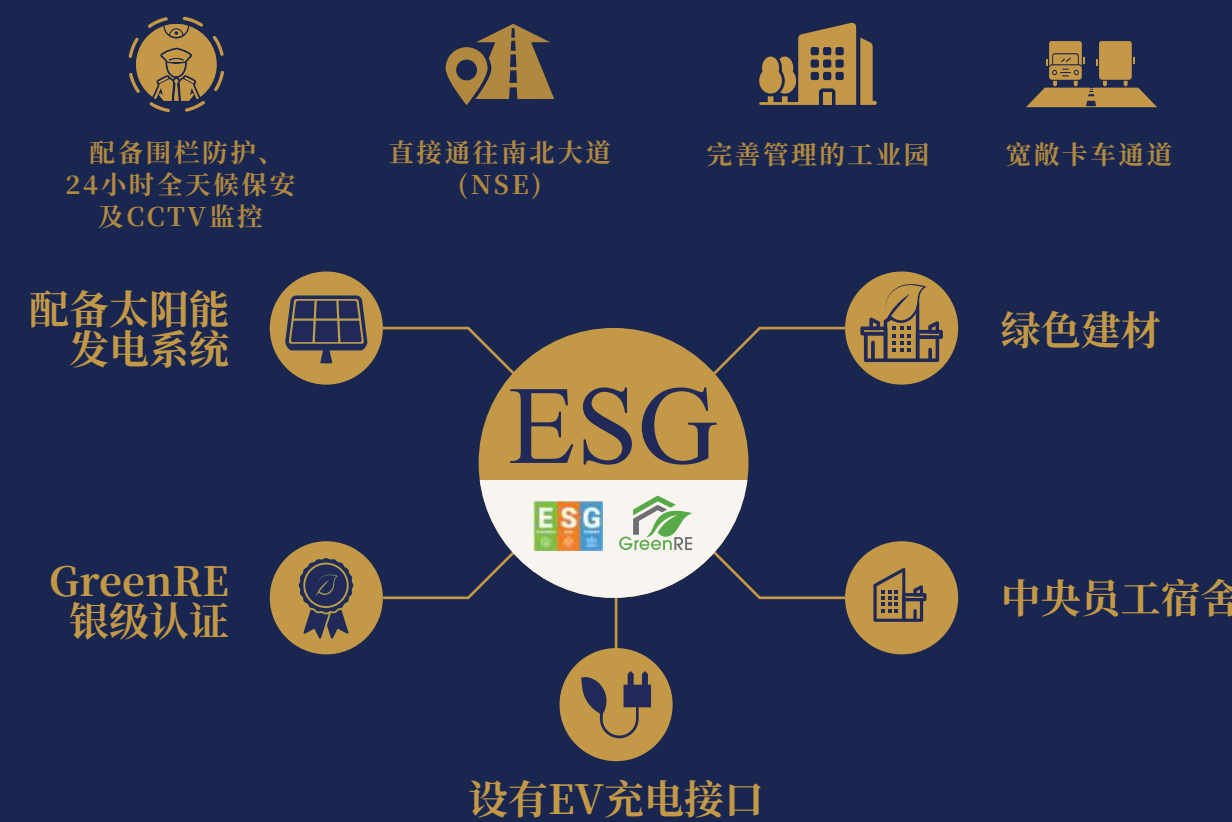 配备围栏防护、
24小时全天候保安
及CCTV监控
直接通往南北大道
(NSE)
完善管理的工业园
宽敞卡车通道
配备太阳能
发电系统
绿色建材
ESG
ESG
GreenRE
GreenRE
银级认证
中央员工宿舍
设有EV充电接口